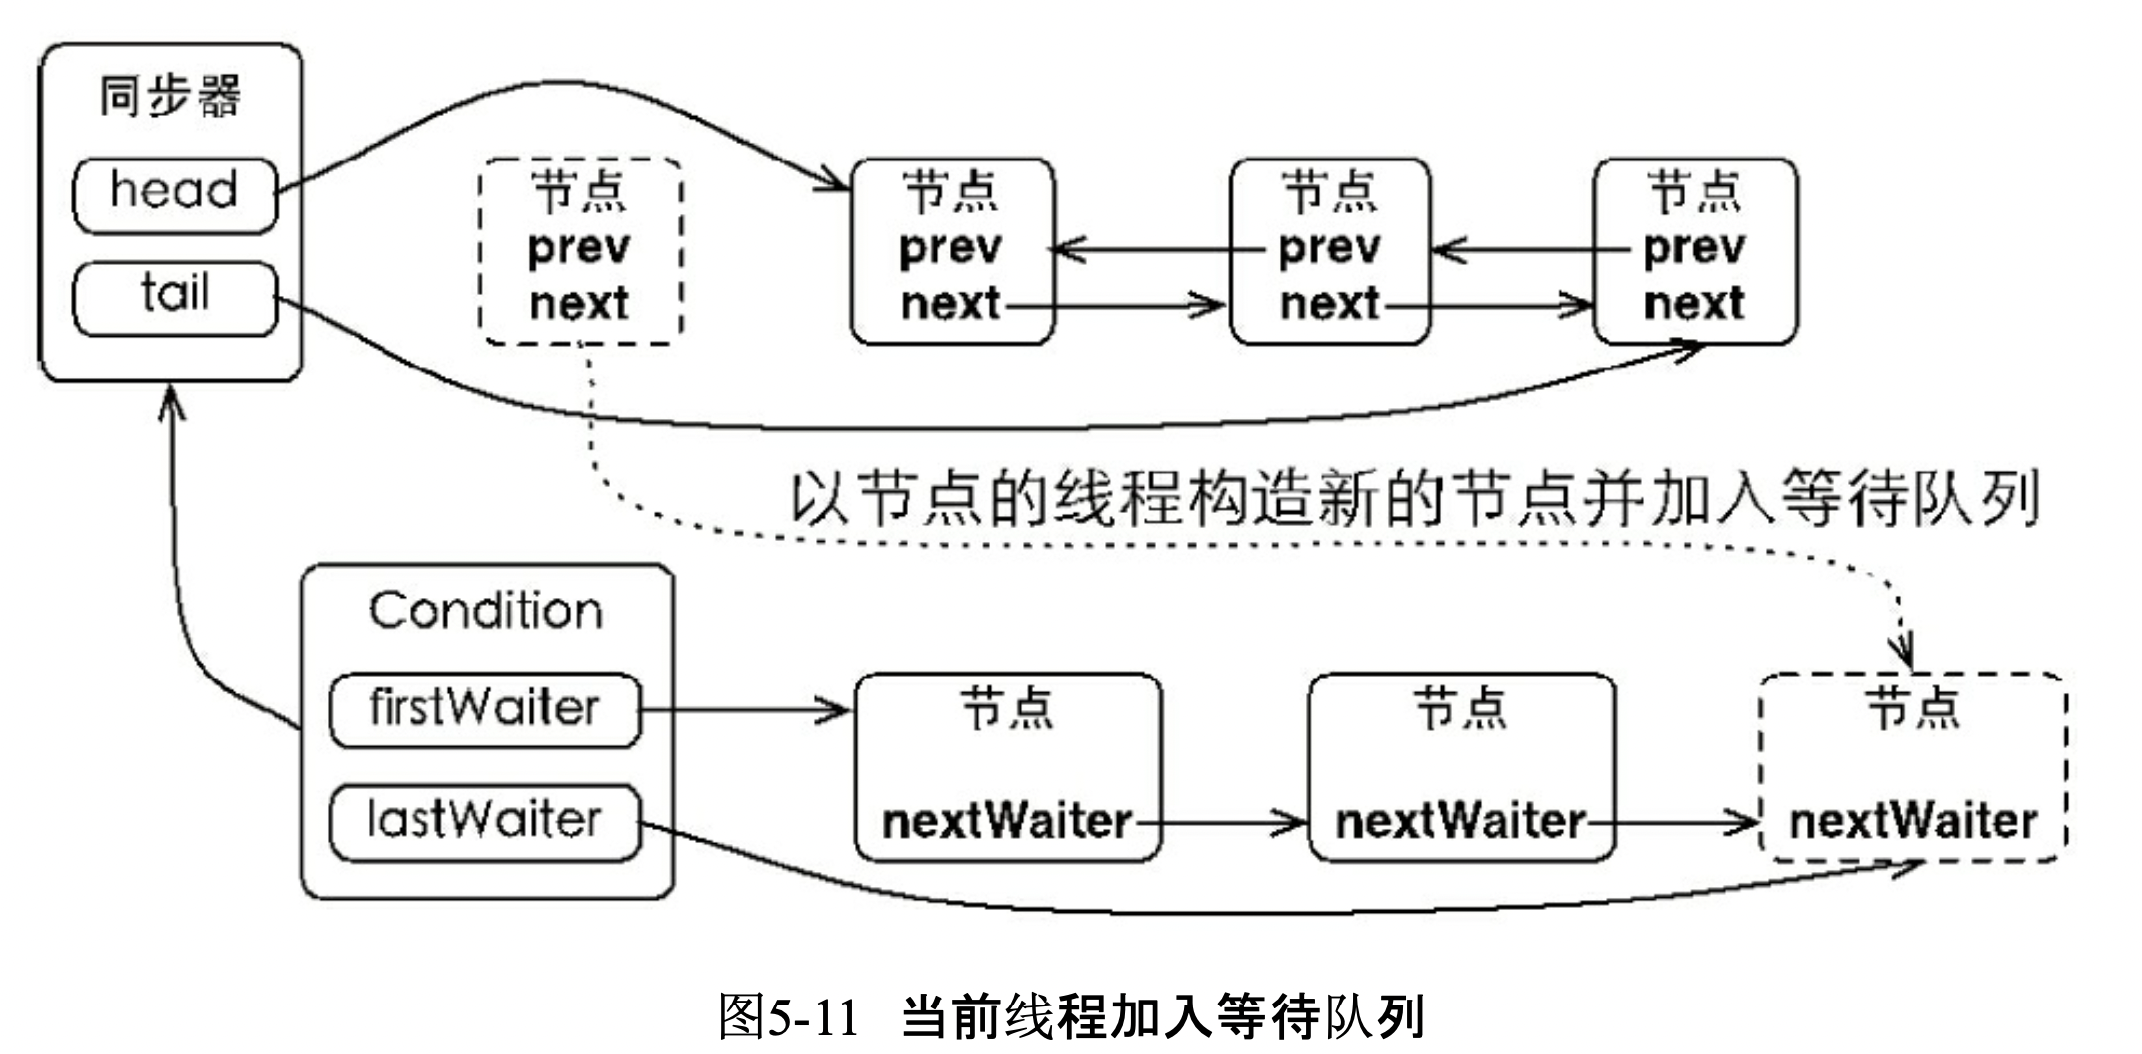 同步器
head
tail
节点
prev
next
节点
prev
next
节点
prev
next
节点
prev
next
以节点的线程构造新的节点并加入等待队列
Condition
firstWaiter
lastWaiter
节点
nextWaiter
节点
nextWaiter
节点
nextWaiter
图5-11 当前线程加入等待队列